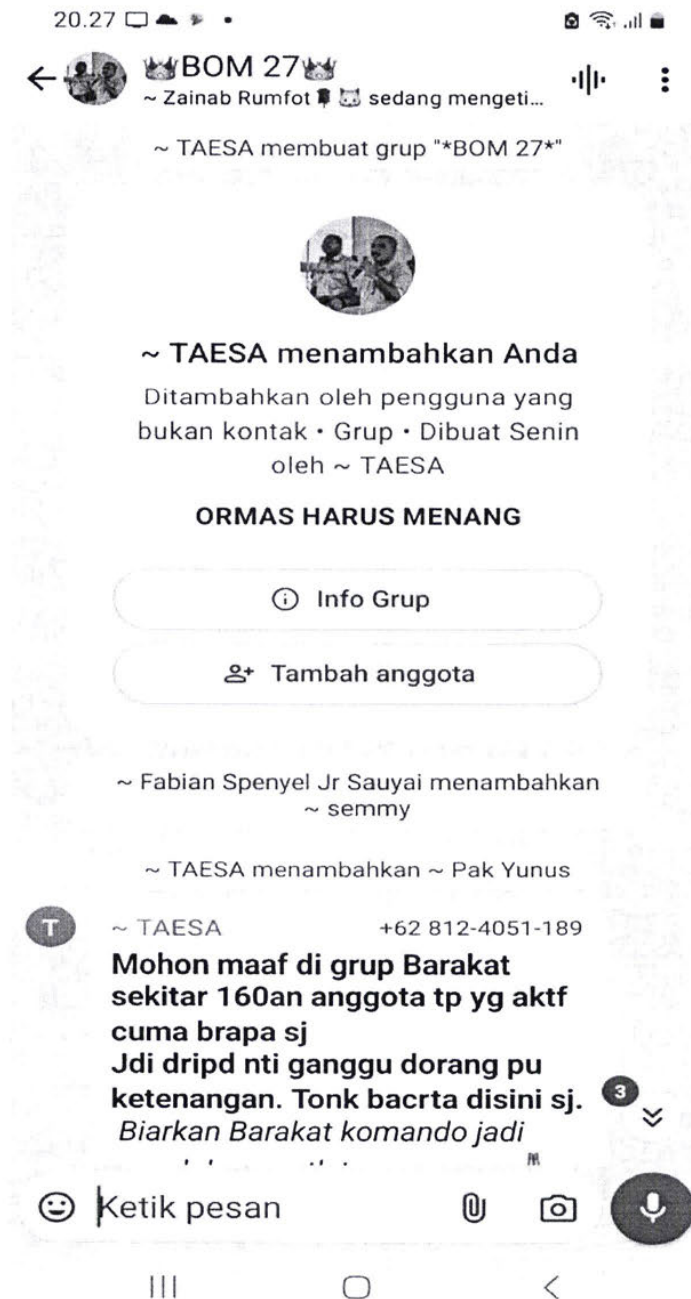 20.27
BOM 27
~ Zainab Rumfot sedang mengeti...
~ TAESA membuat grup "*BOM 27*"
~ TAESA menambahkan Anda
Ditambahkan oleh pengguna yang
bukan kontak • Grup • Dibuat Senin
oleh ~ TAESA
ORMAS HARUS MENANG
Info Grup
Tambah anggota
~ Fabian Spenyel Jr Sauyai menambahkan
~ semmy
~ TAESA menambahkan ~ Pak Yunus
T
~ TAESA +62 812-4051-189
Mohon maaf di grup Barakat
sekitar 160an anggota tp yg aktf
cuma brapa sj
Jdi dripd nti ganggu dorang pu
ketenangan. Tonk bacrta disini sj.
3
Biarkan Barakat komando jadi
Ketik pesan